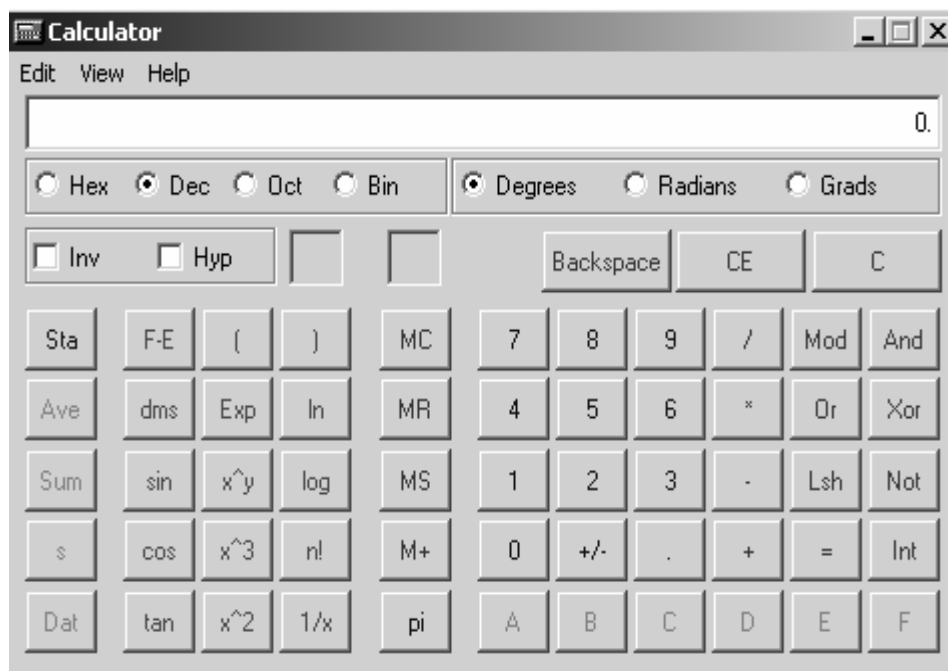 Calculator
Edit View Help
0.
Hex Dec Oct Bin Degrees Radians Grads
Inv Hyp Backspace CE C
Sta F-E ( ) MC 7 8 9 / Mod And
Ave dms Exp ln MR 4 5 6 * Or Xor
Sum sin x^y log MS 1 2 3 - Lsh Not
s cos x^3 n! M+ 0 +/- . + = Int
Dat tan x^2 1/x pi A B C D E F